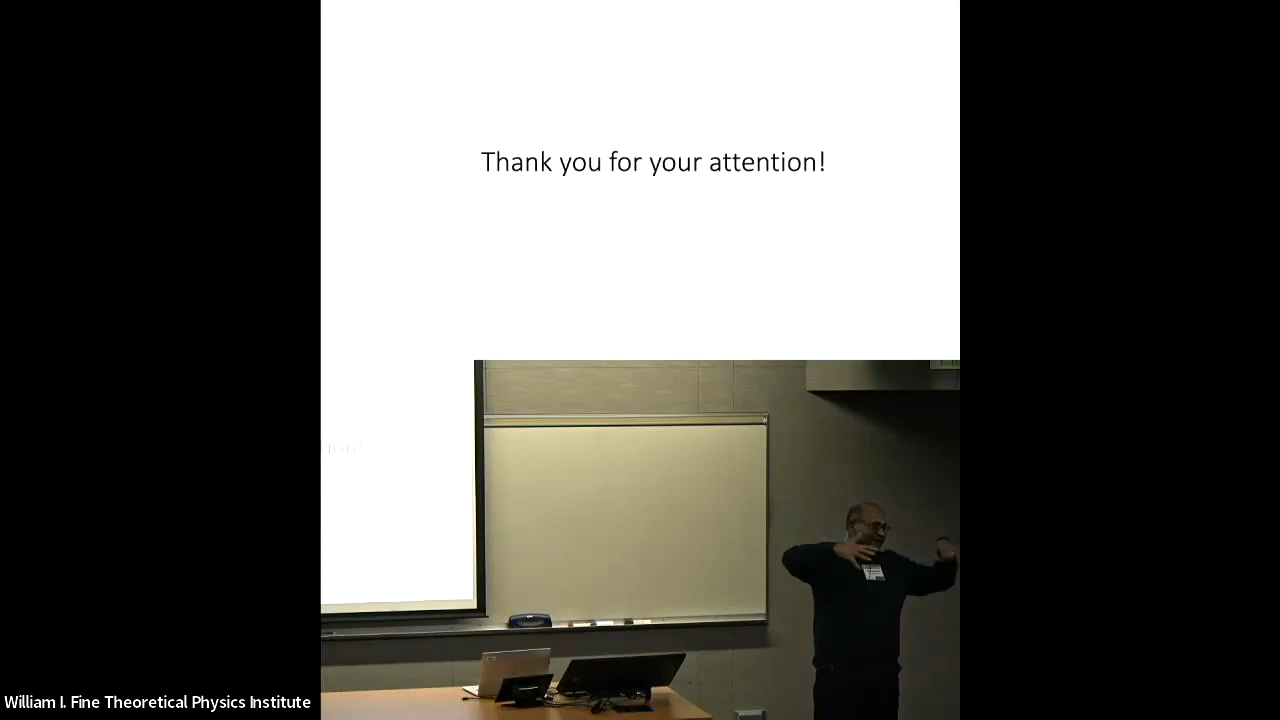 Thank you for your attention!
William I. Fine Theoretical Physics Institute